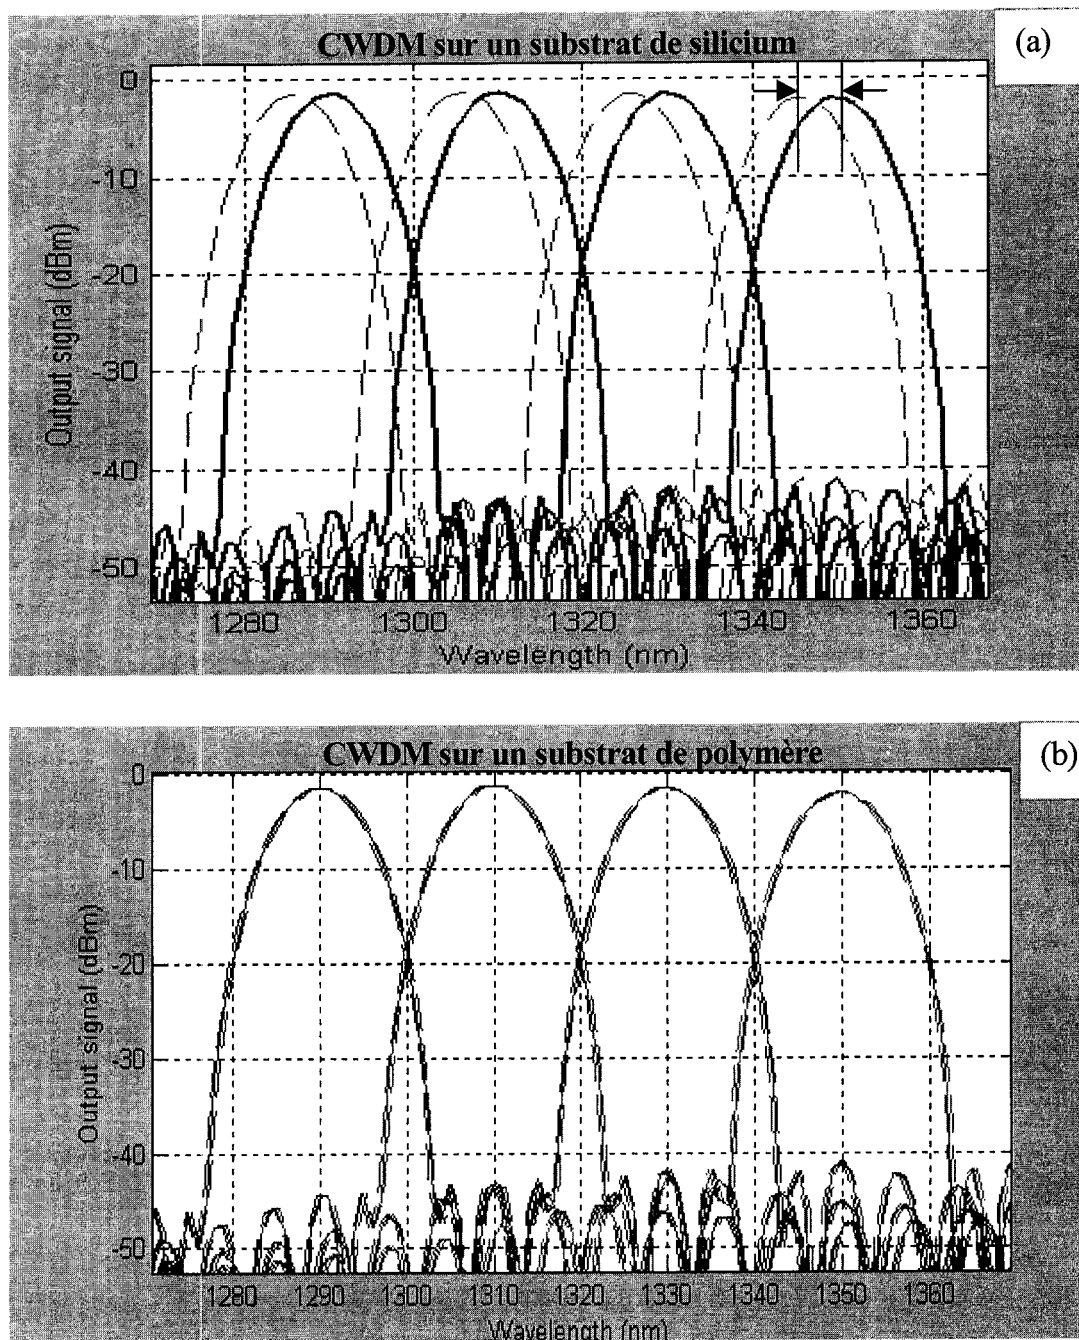 CWDM sur un substrat de silicium
(a)
0
-10
-20
-30
-40
-50
Output signal (dBm)
1280 1300 1320 1340 1360
Wavelength (nm)
CWDM sur un substrat de polymère
(b)
0
-10
-20
-30
-40
-50
Output signal (dBm)
1280 1290 1300 1310 1320 1330 1340 1350 1360
Wavelength (nm)